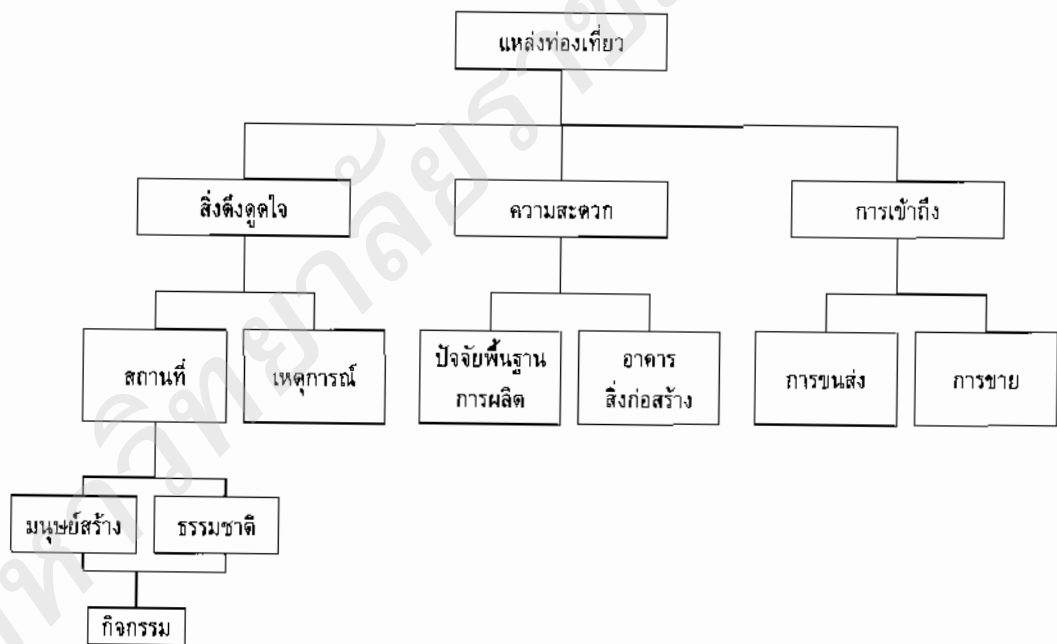 แหล่งท่องเที่ยว
สิ่งดึงดูดใจ
ความสะดวก
การเข้าถึง
สถานที่
เหตุการณ์
ปัจจัยพื้นฐาน
การผลิต
อาคาร
สิ่งก่อสร้าง
การขนส่ง
การขาย
มนุษย์สร้าง
ธรรมชาติ
กิจกรรม